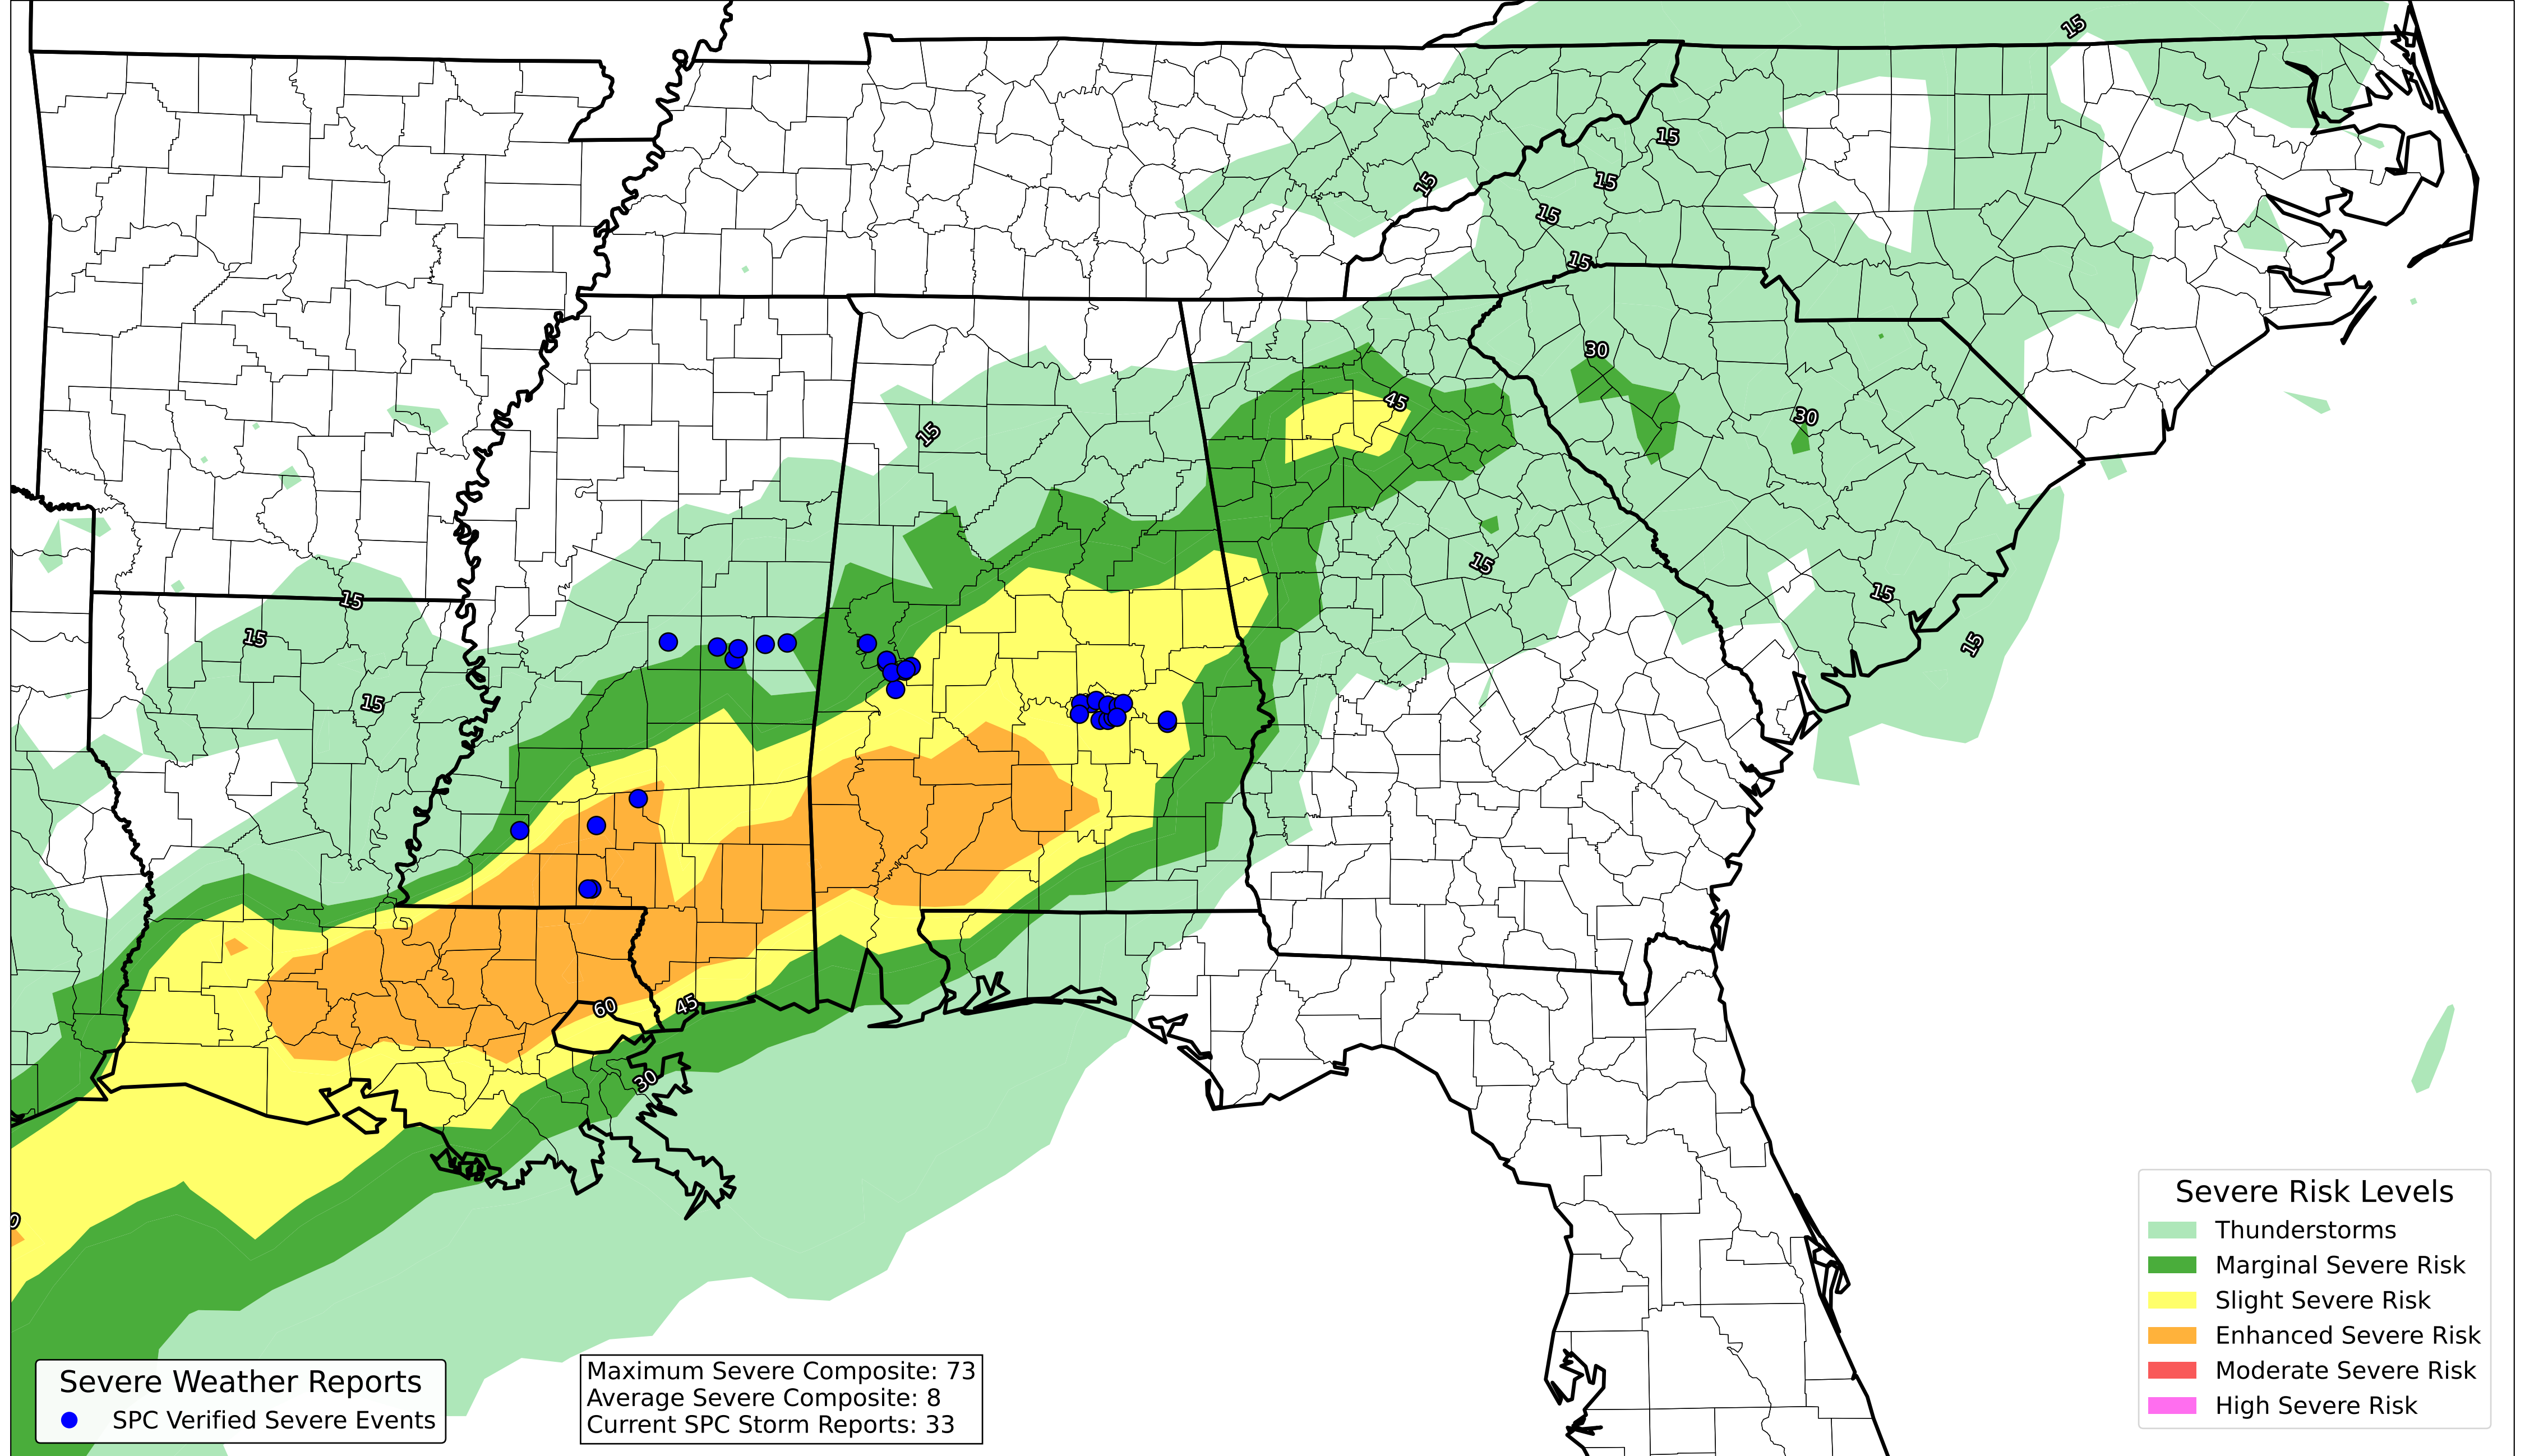 15
15
15
15
15
15
30
45
30
15
15
15
15
15
15
15
60
45
30
0
Severe Risk Levels
Thunderstorms
Marginal Severe Risk
Slight Severe Risk
Enhanced Severe Risk
Moderate Severe Risk
High Severe Risk
Severe Weather Reports
SPC Verified Severe Events
Maximum Severe Composite: 73
Average Severe Composite: 8
Current SPC Storm Reports: 33